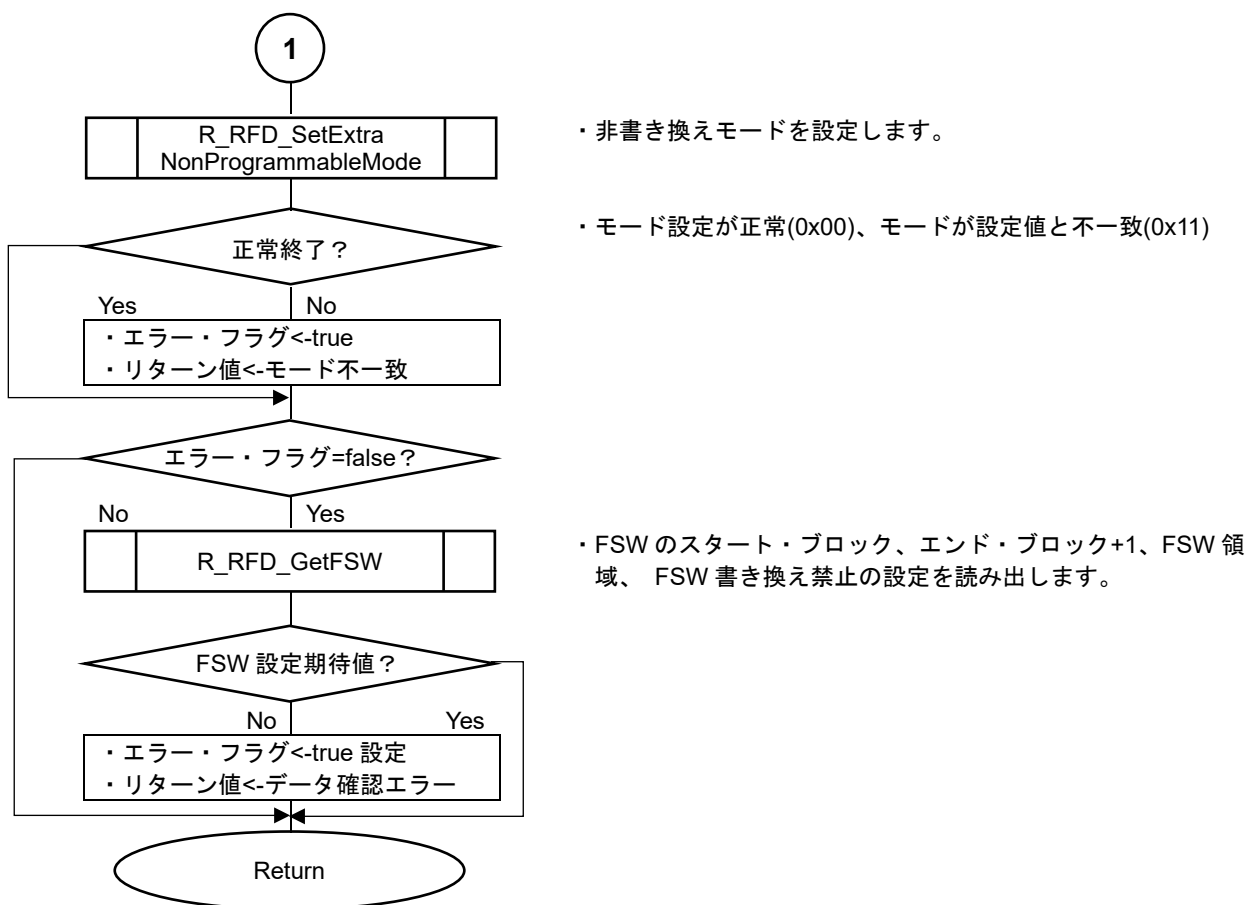 1
R_RFD_SetExtra
NonProgrammableMode
・非書き換えモードを設定します。
正常終了？
・モード設定が正常(0x00)、モードが設定値と不一致(0x11)
Yes
No
・エラー・フラグ<-true
・リターン値<-モード不一致
エラー・フラグ=false？
No
Yes
R_RFD_GetFSW
・FSW のスタート・ブロック、エンド・ブロック+1、FSW 領
域、 FSW 書き換え禁止の設定を読み出します。
FSW 設定期待値？
No
Yes
・エラー・フラグ<-true 設定
・リターン値<-データ確認エラー
Return